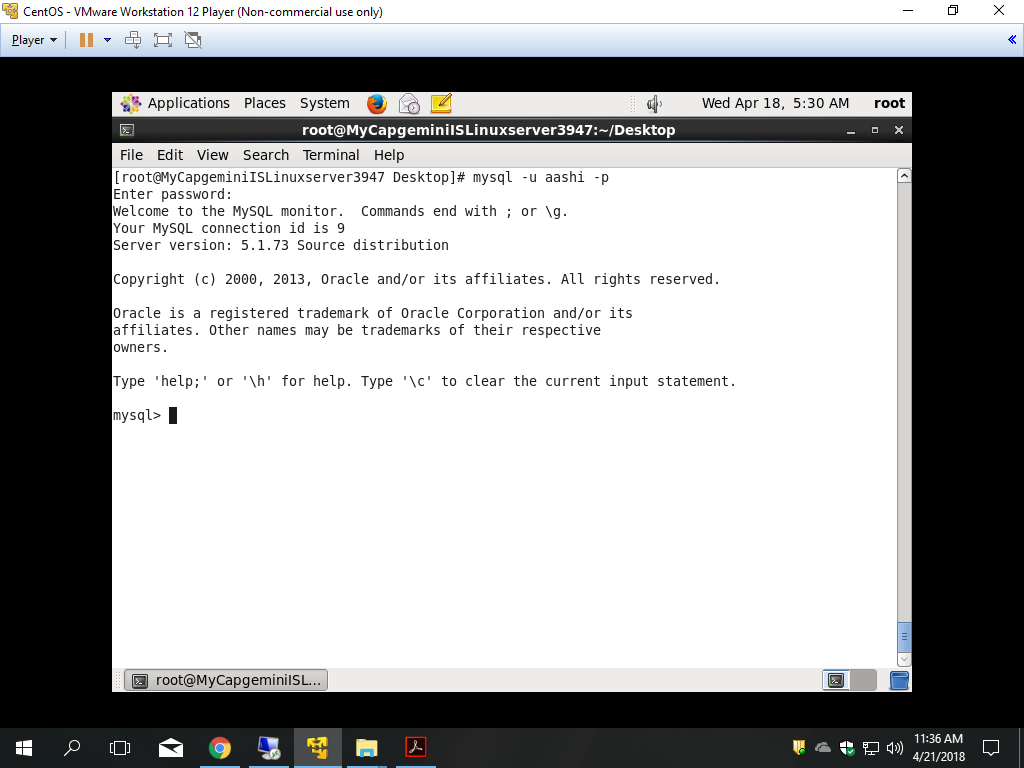 CentOS - VMware Workstation 12 Player (Non-commercial use only)
Player
Applications Places System Wed Apr 18, 5:30 AM root
root@MyCapgeminiISLinuxserver3947:~/Desktop
File Edit View Search Terminal Help
[root@MyCapgeminiISLinuxserver3947 Desktop]# mysql -u aashi -p
Enter password:
Welcome to the MySQL monitor.  Commands end with ; or \g.
Your MySQL connection id is 9
Server version: 5.1.73 Source distribution
Copyright (c) 2000, 2013, Oracle and/or its affiliates. All rights reserved.
Oracle is a registered trademark of Oracle Corporation and/or its
affiliates. Other names may be trademarks of their respective
owners.
Type 'help;' or '\h' for help. Type '\c' to clear the current input statement.
mysql>
root@MyCapgeminiISL...
11:36 AM
4/21/2018